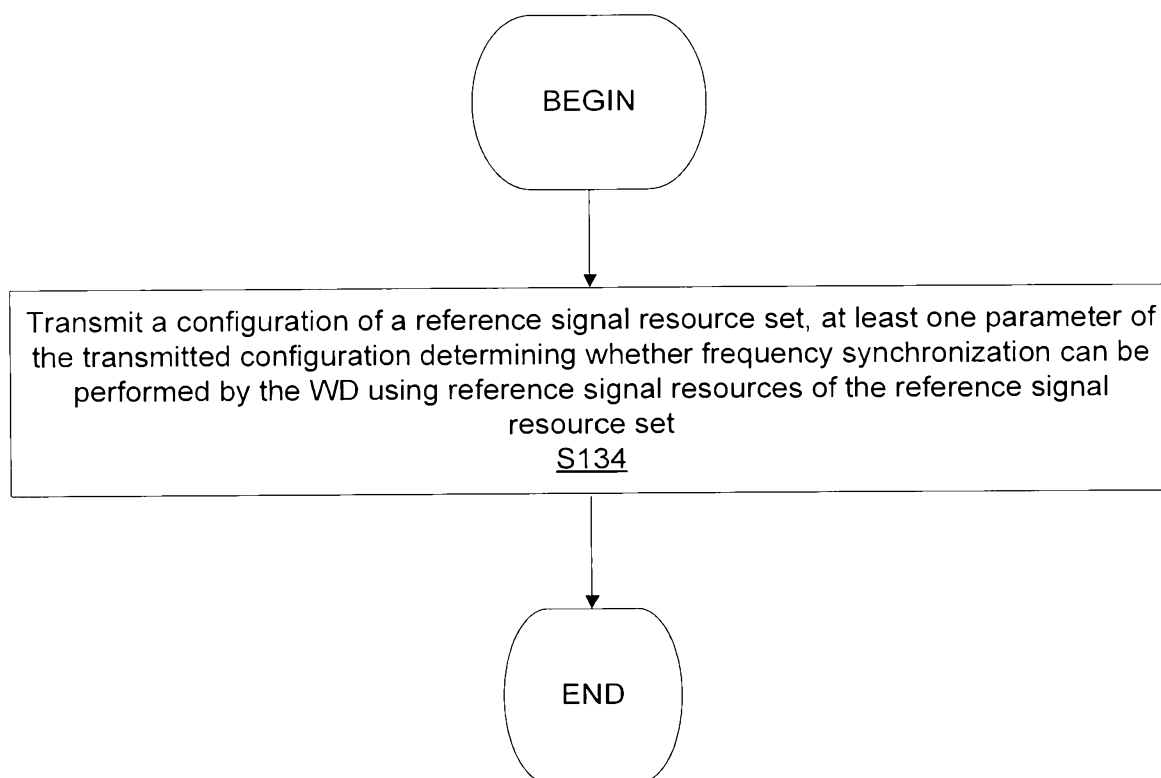 BEGIN
Transmit a configuration of a reference signal resource set, at least one parameter of
the transmitted configuration determining whether frequency synchronization can be
performed by the WD using reference signal resources of the reference signal
resource set
S134
END